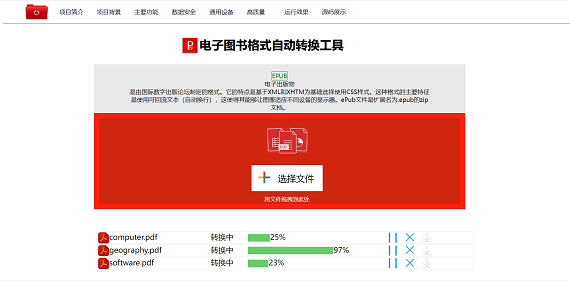 项目简介 项目背景 主要功能 数据安全 通用设备 高质量 运行效果 源码展示
电子图书格式自动转换工具
EPUB
电子出版物
是由国际数字出版论坛制定的格式。它的特点是基于XML和XHTM为基础选择使用CSS样式。这种格式的主要特征
是使用可回流文本（自动换行），这使得其能够让图像适应不同设备的显示器。ePub文件是扩展名为.epub的zip
文档。
PDF
选择文件
将文件拖拽到此处
computer.pdf 转换中 25%
geography.pdf 转换中 97%
software.pdf 转换中 23%